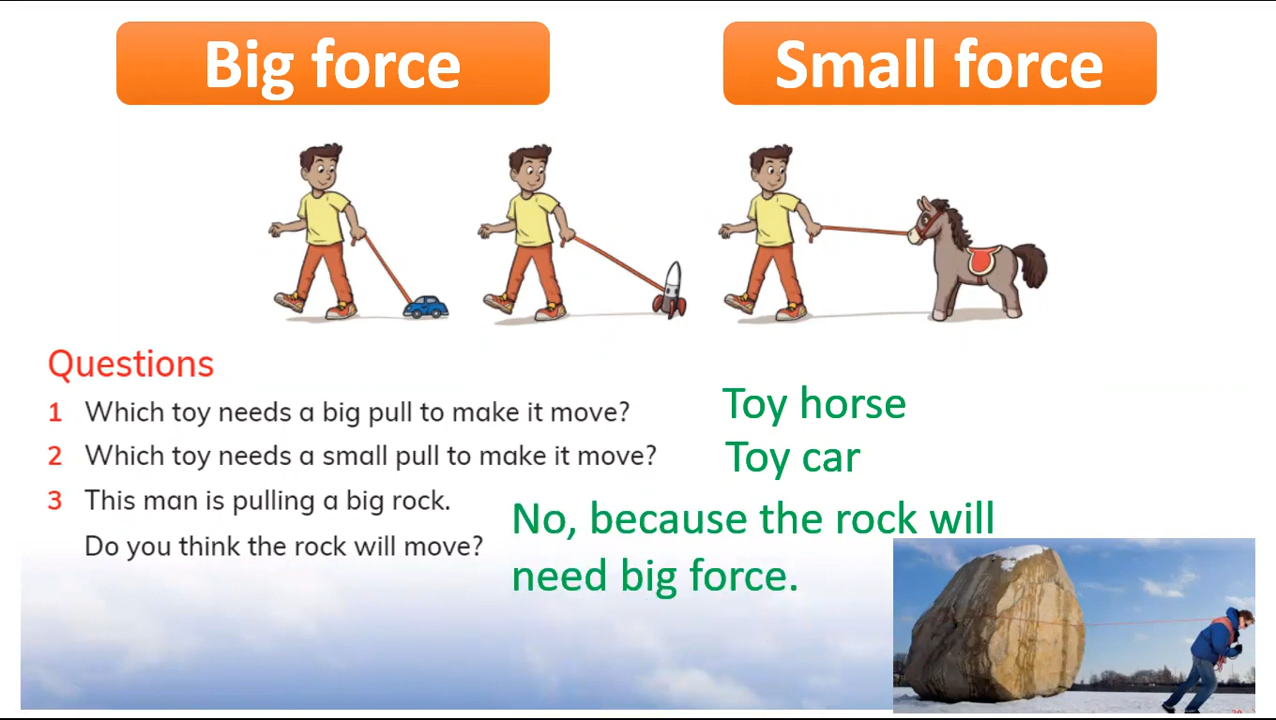 Big force
Small force
Questions
1 Which toy needs a big pull to make it move?
Toy horse
2 Which toy needs a small pull to make it move?
Toy car
3 This man is pulling a big rock.
Do you think the rock will move?
No, because the rock will
need big force.